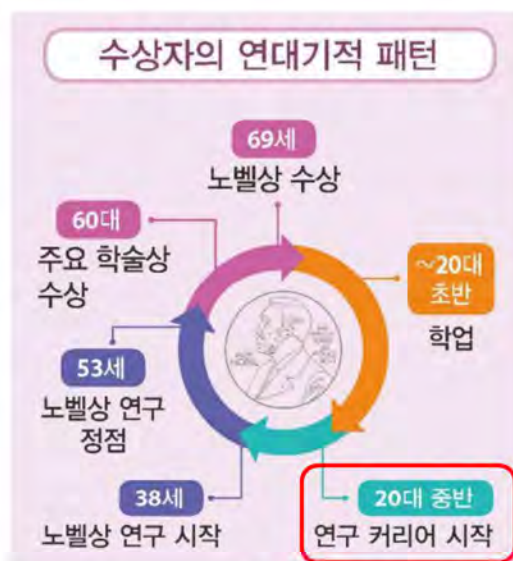 수상자의 연대기적 패턴
69세
노벨상 수상
60대
주요 학술상
수상
~20대
초반
학업
53세
노벨상 연구
정점
38세
노벨상 연구 시작
20대 중반
연구 커리어 시작